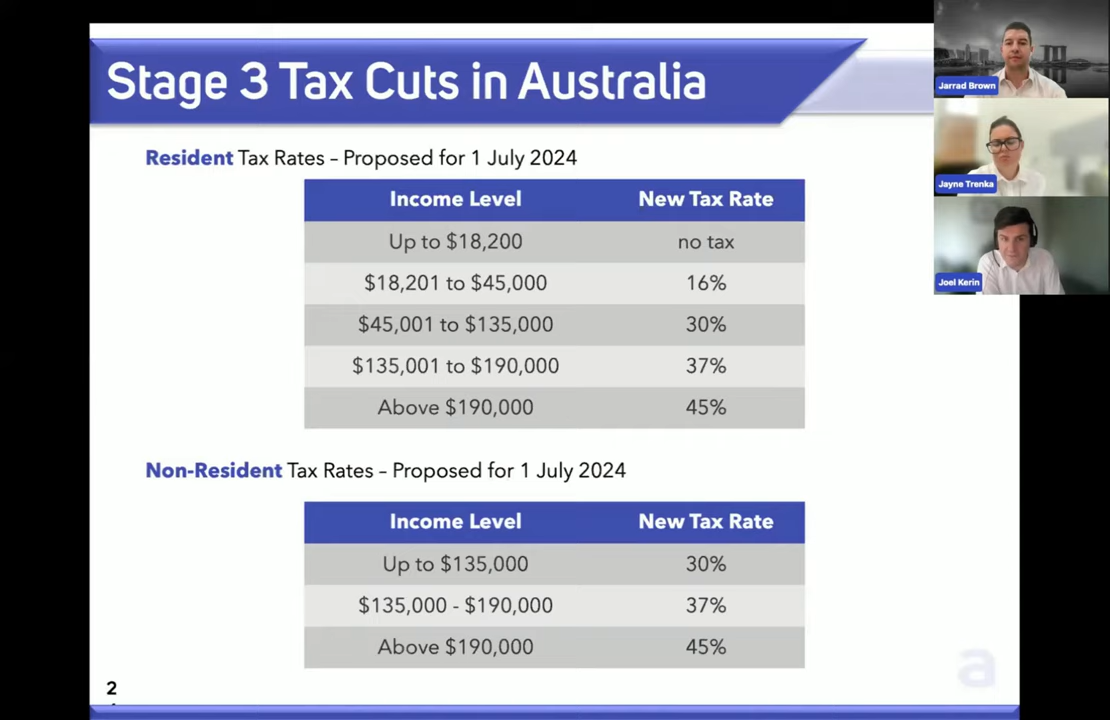 Stage 3 Tax Cuts in Australia
Resident Tax Rates – Proposed for 1 July 2024
Income Level New Tax Rate
Up to $18,200 no tax
$18,201 to $45,000 16%
$45,001 to $135,000 30%
$135,001 to $190,000 37%
Above $190,000 45%
Non-Resident Tax Rates – Proposed for 1 July 2024
Income Level New Tax Rate
Up to $135,000 30%
$135,000 - $190,000 37%
Above $190,000 45%
2
a
Jarrad Brown
Jayne Trenka
Joel Kerin